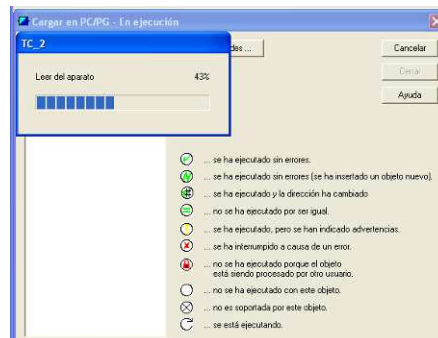 Cargar en PC/PG - En ejecución
TC_2
Leer del aparato 43%
Cancelar
Cerrar
Ayuda
... se ha ejecutado sin errores.
... se ha ejecutado sin errores (se ha insertado un objeto nuevo).
... se ha ejecutado y la dirección ha cambiado
... no se ha ejecutado por ser igual.
... se ha ejecutado, pero se han indicado advertencias.
... se ha interrumpido a causa de un error.
... no se ha ejecutado porque el objeto
está siendo procesado por otro usuario.
... no se ha ejecutado con este objeto.
... no es soportada por este objeto.
... se está ejecutando.